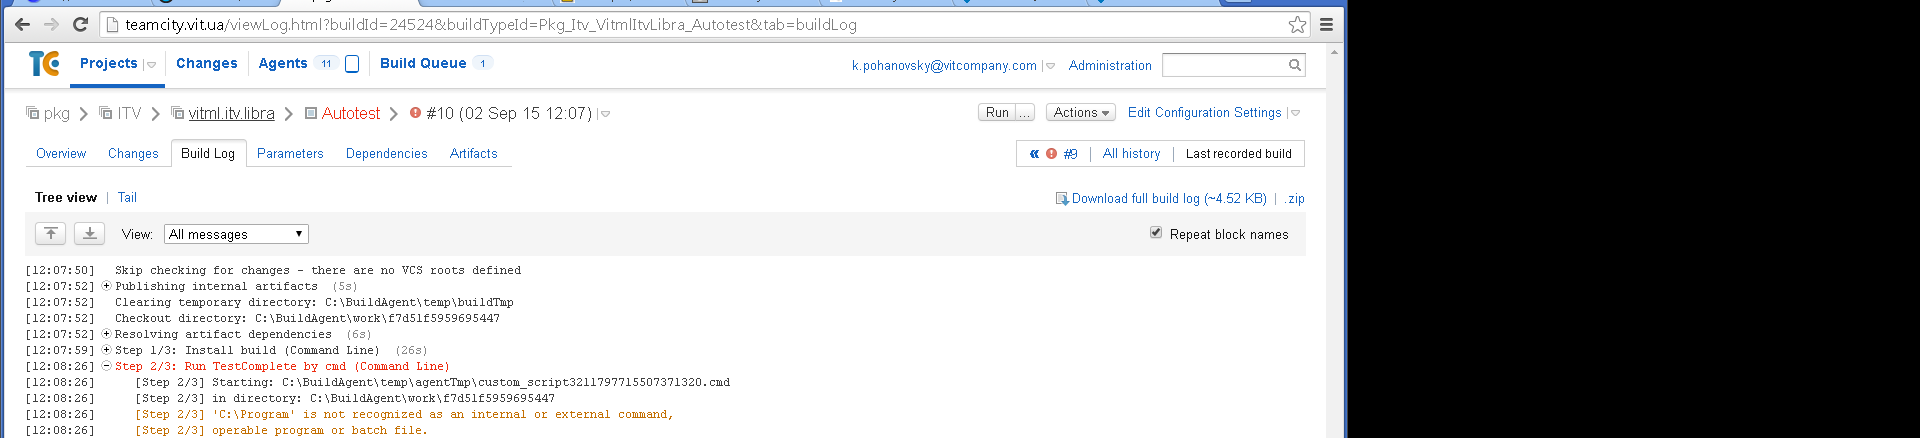 teamcity.vit.ua/viewLog.html?buildId=24524&buildTypeId=Pkg_Itv_VitmlItvLibra_Autotest&tab=buildLog
TC Projects Changes Agents 11 Build Queue 1 k.pohanovsky@vitcompany.com Administration
pkg ITV vitml.itv.libra Autotest #10 (02 Sep 15 12:07) Run ... Actions Edit Configuration Settings
Overview Changes Build Log Parameters Dependencies Artifacts « #9 All history Last recorded build
Tree view Tail Download full build log (~4.52 KB) .zip
View: All messages Repeat block names
[12:07:50] Skip checking for changes - there are no VCS roots defined
[12:07:52] Publishing internal artifacts (5s)
[12:07:52] Clearing temporary directory: C:\BuildAgent\temp\buildTmp
[12:07:52] Checkout directory: C:\BuildAgent\work\f7d51f5959695447
[12:07:52] Resolving artifact dependencies (6s)
[12:07:59] Step 1/3: Install build (Command Line) (26s)
[12:08:26] Step 2/3: Run TestComplete by cmd (Command Line)
[12:08:26] [Step 2/3] Starting: C:\BuildAgent\temp\agentTmp\custom_script3211797715507371320.cmd
[12:08:26] [Step 2/3] in directory: C:\BuildAgent\work\f7d51f5959695447
[12:08:26] [Step 2/3] 'C:\Program' is not recognized as an internal or external command,
[12:08:26] [Step 2/3] operable program or batch file.